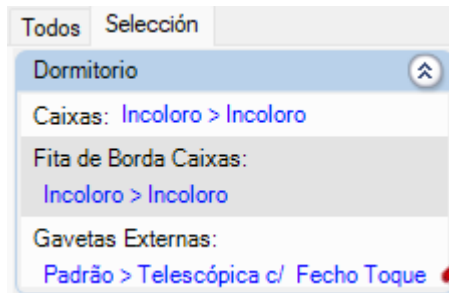 Todos Selección
Dormitorio
Caixas: Incoloro > Incoloro
Fita de Borda Caixas:
Incoloro > Incoloro
Gavetas Externas:
Padrão > Telescópica c/ Fecho Toque